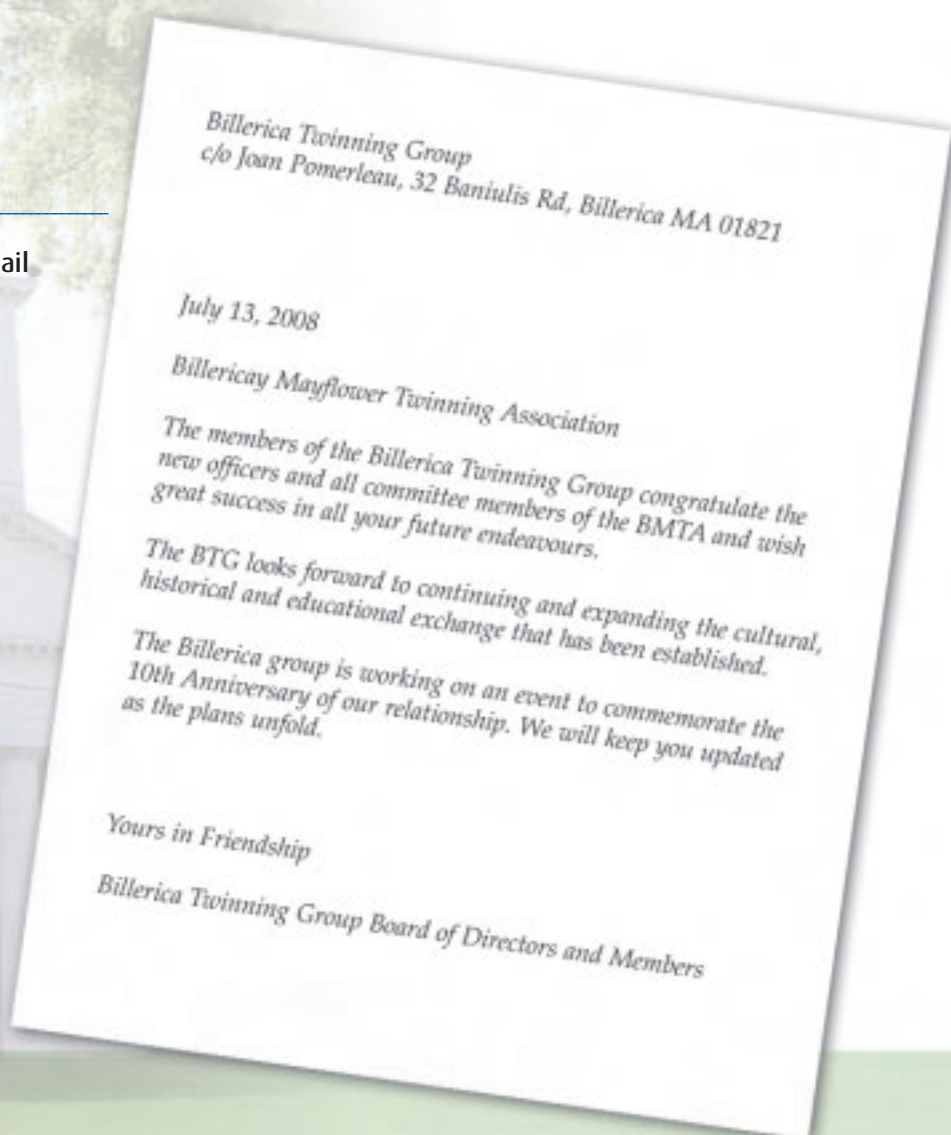 ail
Billerica Twinning Group
c/o Joan Pomerleau, 32 Baniulis Rd, Billerica MA 01821
July 13, 2008
Billericay Mayflower Twinning Association
The members of the Billerica Twinning Group congratulate the
new officers and all committee members of the BMTA and wish
great success in all your future endeavours.
The BTG looks forward to continuing and expanding the cultural,
historical and educational exchange that has been established.
The Billerica group is working on an event to commemorate the
10th Anniversary of our relationship. We will keep you updated
as the plans unfold.
Yours in Friendship
Billerica Twinning Group Board of Directors and Members